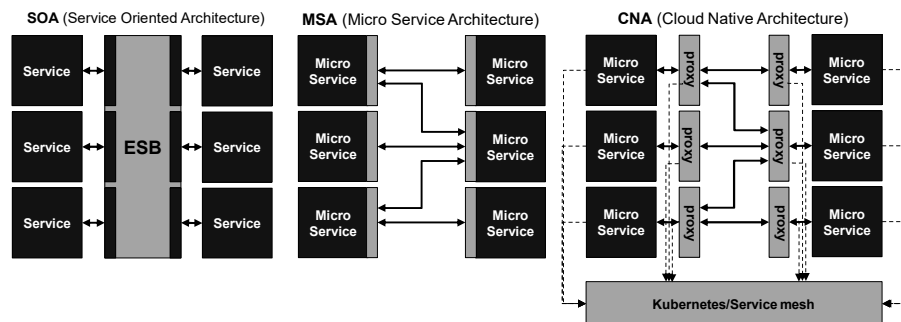 SOA (Service Oriented Architecture)
Service
Service
Service
ESB
Service
Service
Service
MSA (Micro Service Architecture)
Micro
Service
Micro
Service
Micro
Service
Micro
Service
Micro
Service
Micro
Service
CNA (Cloud Native Architecture)
Micro
Service
proxy
proxy
Micro
Service
Micro
Service
proxy
proxy
Micro
Service
Micro
Service
proxy
proxy
Micro
Service
Kubernetes/Service mesh